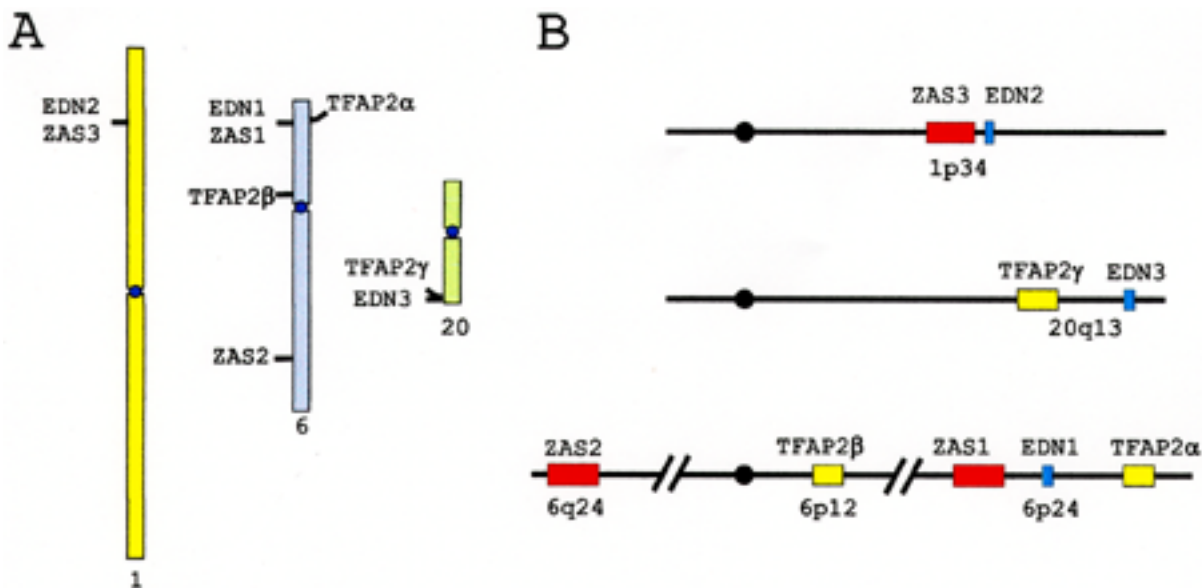 A
EDN2
ZAS3
1
EDN1
ZAS1
TFAP2α
TFAP2β
ZAS2
6
TFAP2γ
EDN3
20
B
ZAS3 EDN2
1p34
TFAP2γ EDN3
20q13
ZAS2 TFAP2β ZAS1 EDN1 TFAP2α
6q24 6p12 6p24